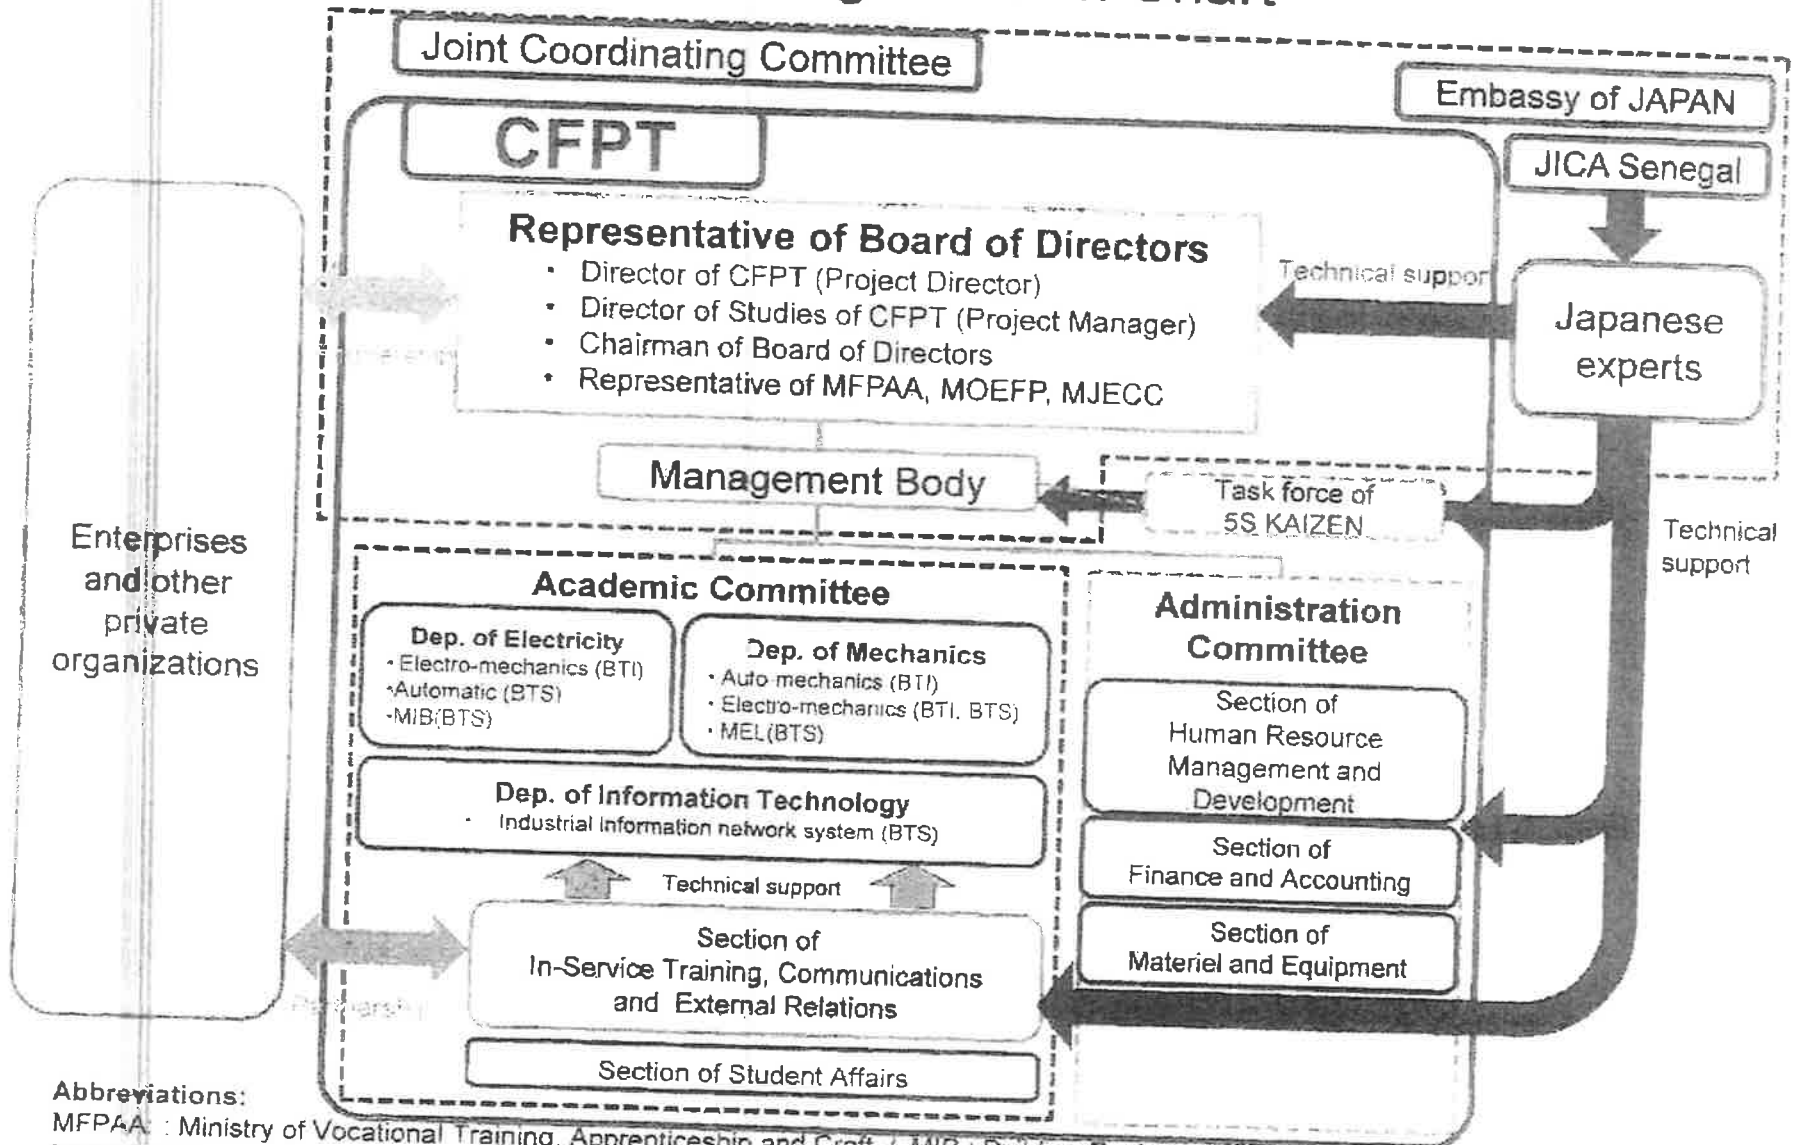 Joint Coordinating Committee
Embassy of JAPAN
CFPT
JICA Senegal
Representative of Board of Directors
• Director of CFPT (Project Director)
• Director of Studies of CFPT (Project Manager)
• Chairman of Board of Directors
• Representative of MFPAA, MOEFP, MJECC
Technical suppor
Japanese
experts
Management Body
Task force of
5S KAIZEN
Technical
support
Enterprises
and other
private
organizations
Academic Committee
Dep. of Electricity
• Electro-mechanics (BTI)
•Automatic (BTS)
•MIB(BTS)
Dep. of Mechanics
• Auto mechanics (BTI)
• Electro-mechanics (BTI, BTS)
• MEL(BTS)
Dep. of Information Technology
• Industrial information network system (BTS)
Technical support
Section of
In-Service Training, Communications
and External Relations
Section of Student Affairs
Administration
Committee
Section of
Human Resource
Management and
Development
Section of
Finance and Accounting
Section of
Materiel and Equipment
Partnership
Abbreviations:
MFPAA : Ministry of Vocational Training, Apprenticeship and Craft